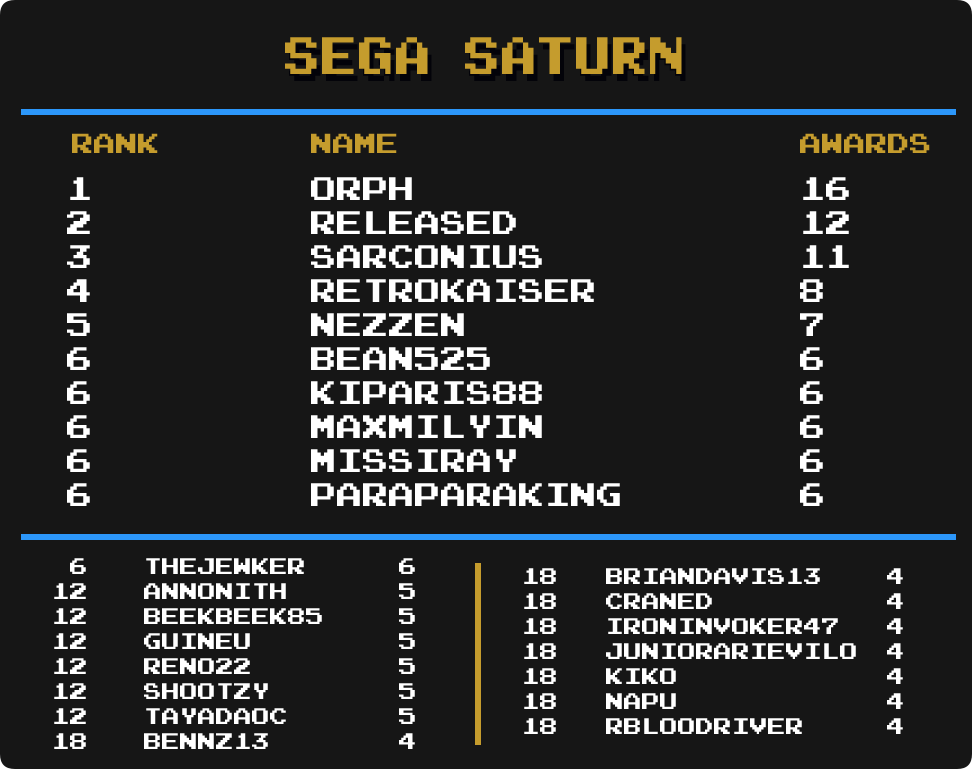 SEGA SATURN
RANK NAME AWARDS
1 ORPH 16
2 RELEASED 12
3 SARCONIUS 11
4 RETROKAISER 8
5 NEZZEN 7
6 BEAN525 6
6 KIPARIS88 6
6 MAXMILYIN 6
6 MISSIRAY 6
6 PARAPARAKING 6
6 THEJEWKER 6
12 ANNONITH 5
12 BEEKBEEK85 5
12 GUINEU 5
12 RENO22 5
12 SHOOTZY 5
12 TAYADAOC 5
18 BENNZ13 4
18 BRIANDAVIS13 4
18 CRANED 4
18 IRONINVOKER47 4
18 JUNIORARIEVILO 4
18 KIKO 4
18 NAPU 4
18 RBLOODRIVER 4